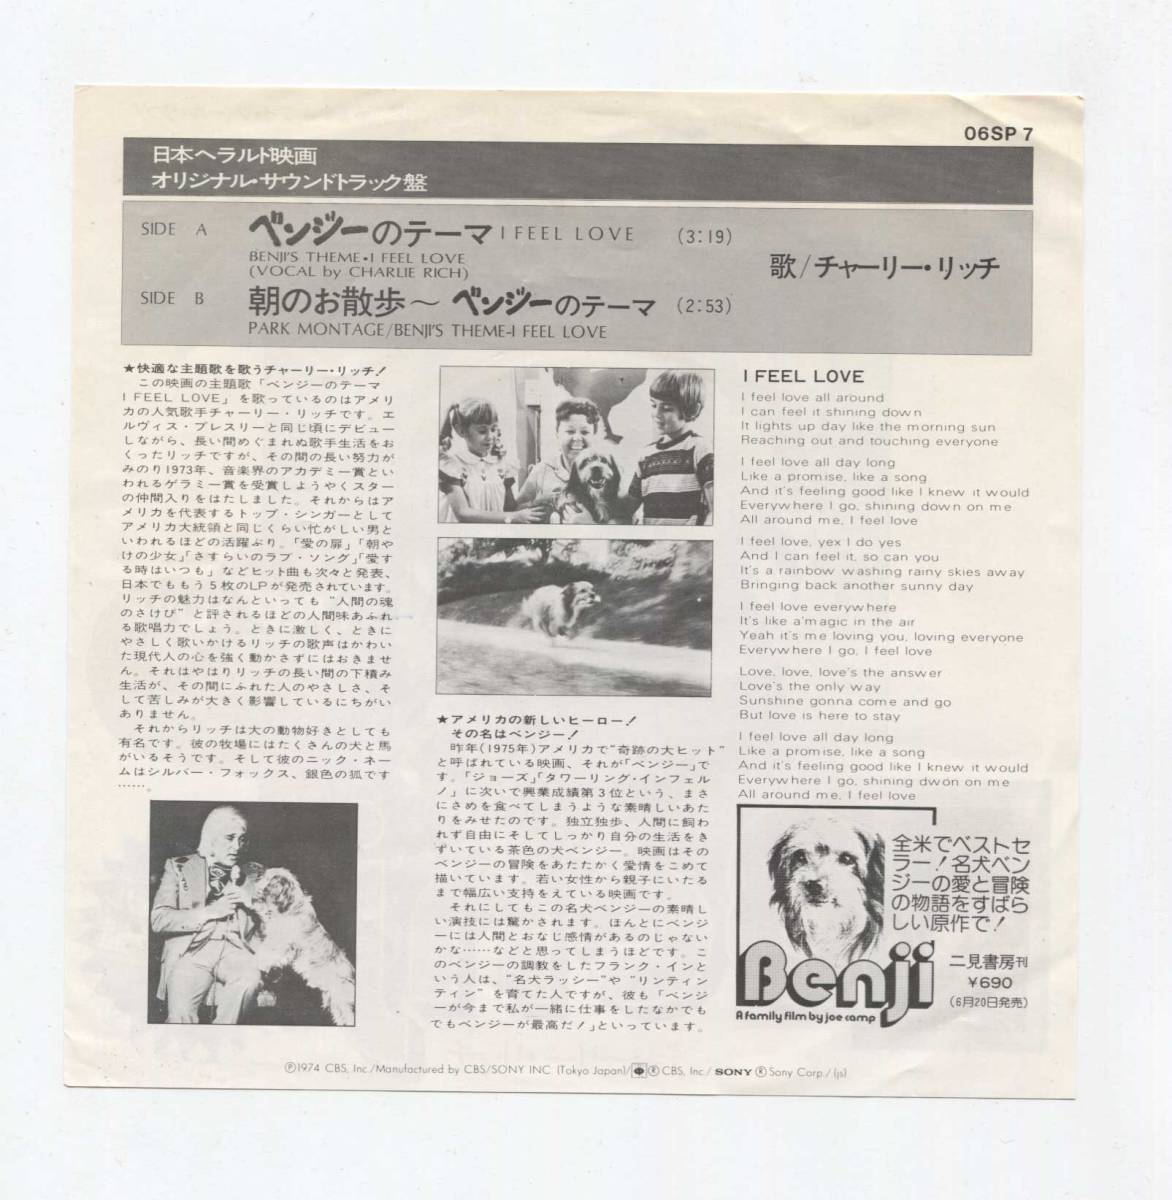 06SP 7
日本ヘラルド映画
オリジナル・サウンドトラック盤
SIDE A ベンジーのテーマ I FEEL LOVE (3:19)
BENJI'S THEME・I FEEL LOVE
(VOCAL by CHARLIE RICH)
歌/チャーリー・リッチ
SIDE B 朝のお散歩～ベンジーのテーマ (2:53)
PARK MONTAGE/BENJI'S THEME-I FEEL LOVE
★快適な主題歌を歌うチャーリー・リッチ!
この映画の主題歌「ベンジーのテーマ
I FEEL LOVE」を歌っているのはアメリ
カの人気歌手チャーリー・リッチです。エ
ルヴィス・プレスリーと同じ頃にデビュー
しながら、長い間めぐまれぬ歌手生活をお
くったリッチですが、その間の長い努力が
みのり1973年、音楽界のアカデミー賞とい
われるゲラミー賞を受賞しようやくスター
の仲間入りをはたしました。それからはア
メリカを代表するトップ・シンガーとして
アメリカ大統領と同じくらい忙がしい男と
いわれるほどの活躍ぶり。「愛の扉」「朝や
けの少女」「さすらいのラブ・ソング」「愛す
る時はいつも」などヒット曲も次々と発表、
日本でももう5枚のLPが発売されています。
リッチの魅力はなんといっても"人間の魂
のさけび"と評されるほどの人間味あふれ
る歌唱力でしょう。ときに激しく、ときに
やさしく歌いかけるリッチの歌声はかわい
た現代人の心を強く動かさずにはおきませ
ん。それはやはりリッチの長い間の下積み
生活が、その間にふれた人のやさしさ、そ
して苦しみが大きく影響しているにちがい
ありません。
それからリッチは大の動物好きとしても
有名です。彼の牧場にはたくさんの犬と馬
がいるそうです。そして彼のニック・ネー
ムはシルバー・フォックス、銀色の狐です
……。
★アメリカの新しいヒーロー!
その名はベンジー!
昨年(1975年)アメリカで"奇跡の大ヒット"
と呼ばれている映画、それが「ベンジー」で
す。「ジョーズ」「タワーリング・インフェル
ノ」に次いで興業成績第3位という、まさ
にさめを食べてしまうような素晴しいあた
りをみせたのです。独立独歩、人間に飼わ
れず自由にそしてしっかり自分の生活をき
ずいている茶色の犬ベンジー。映画はその
ベンジーの冒険をあたたかく愛情をこめて
描いています。若い女性から親子にいたる
まで幅広い支持をえている映画です。
それにしてもこの名犬ベンジーの素晴し
い演技には驚かされます。ほんとにベンジ
ーには人間とおなじ感情があるのじゃない
かな……などと思ってしまうほどです。こ
のベンジーの調教をしたフランク・インと
いう人は、"名犬ラッシー"や"リンティン
ティン"を育てた人ですが、彼も「ベンジ
ーが今まで私が一緒に仕事をしたなかでも
でもベンジーが最高だ!」といっています。
I FEEL LOVE
I feel love all around
I can feel it shining down
It lights up day like the morning sun
Reaching out and touching everyone
I feel love all day long
Like a promise, like a song
And it's feeling good like I knew it would
Everywhere I go, shining down on me
All around me, I feel love
I feel love, yex I do yes
And I can feel it, so can you
It's a rainbow washing rainy skies away
Bringing back another sunny day
I feel love everywhere
It's like a'magic in the air
Yeah it's me loving you, loving everyone
Everywhere I go, I feel love
Love, love, love's the answer
Love's the only way
Sunshine gonna come and go
But love is here to stay
I feel love all day long
Like a promise, like a song
And it's feeling good like I knew it would
Everywhere I go, shining dwon on me
All around me, I feel love
全米でベストセ
ラー!名犬ベン
ジーの愛と冒険
の物語をすばら
しい原作で!
Benji
A family film by joe camp
二見書房刊
¥690
(6月20日発売)
Ⓟ1974 CBS, Inc./Manufactured by CBS/SONY INC. (Tokyo Japan)/ ® CBS, Inc./ SONY ® Sony Corp./(js)